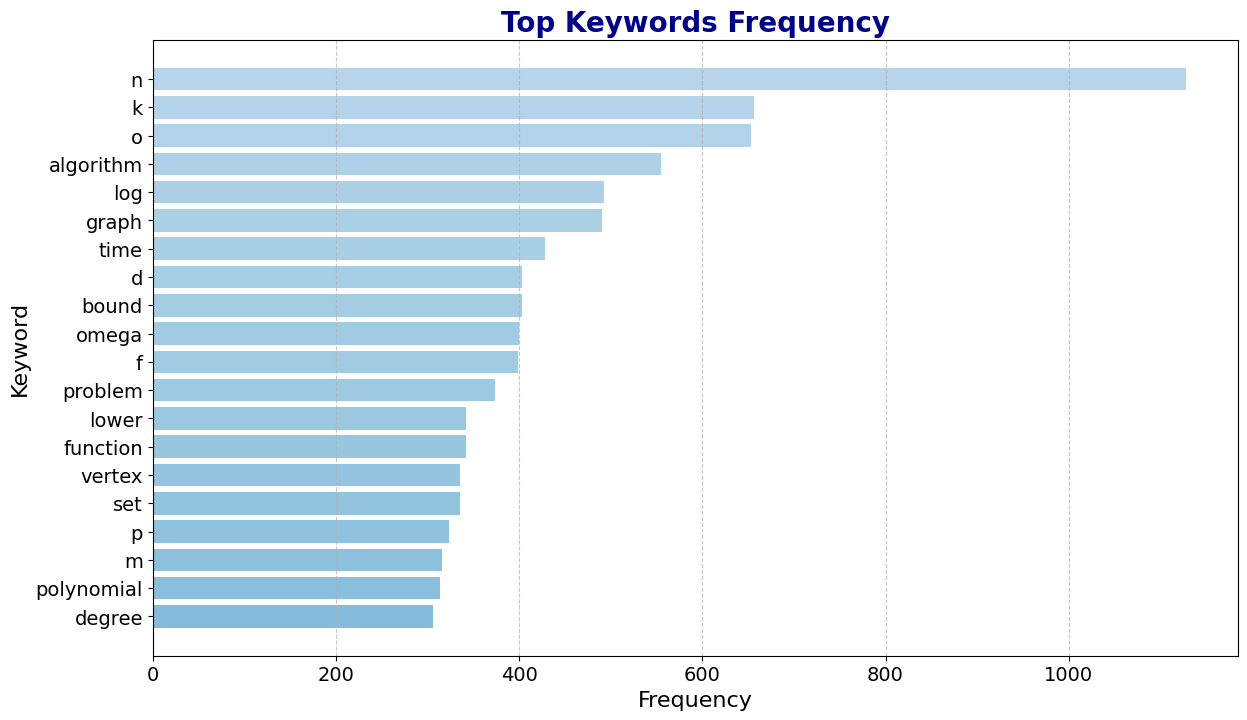 Top Keywords Frequency
Keyword
n
k
o
algorithm
log
graph
time
d
bound
omega
f
problem
lower
function
vertex
set
p
m
polynomial
degree
0 200 400 600 800 1000
Frequency